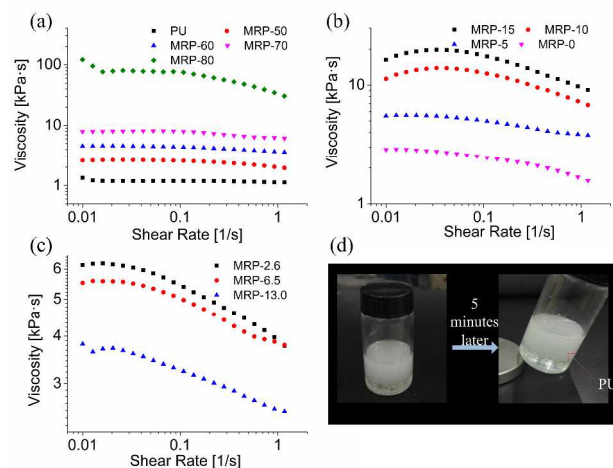 (a)
PU MRP-50
MRP-60 MRP-70
MRP-80
100
10
1
Viscosity [kPa·s]
0.01 0.1 1
Shear Rate [1/s]
(b)
MRP-15 MRP-10
MRP-5 MRP-0
10
1
Viscosity [kPa·s]
0.01 0.1 1
Shear Rate [1/s]
(c)
MRP-2.6
MRP-6.5
MRP-13.0
6
5
4
3
Viscosity [kPa·s]
0.01 0.1 1
Shear Rate [1/s]
(d)
5
minutes
later
PU